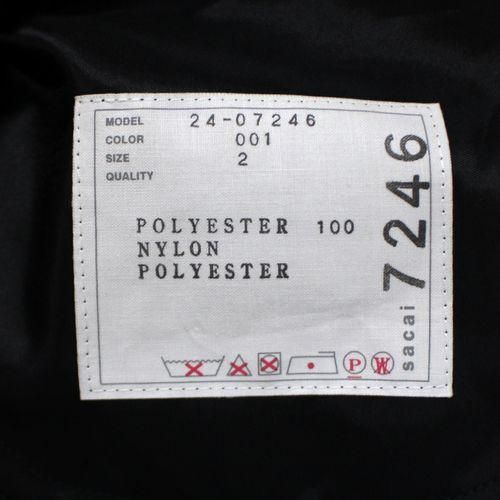 MODEL 24-07246
COLOR 001
SIZE 2
QUALITY
POLYESTER 100
NYLON
POLYESTER
7246
sacai
P
W